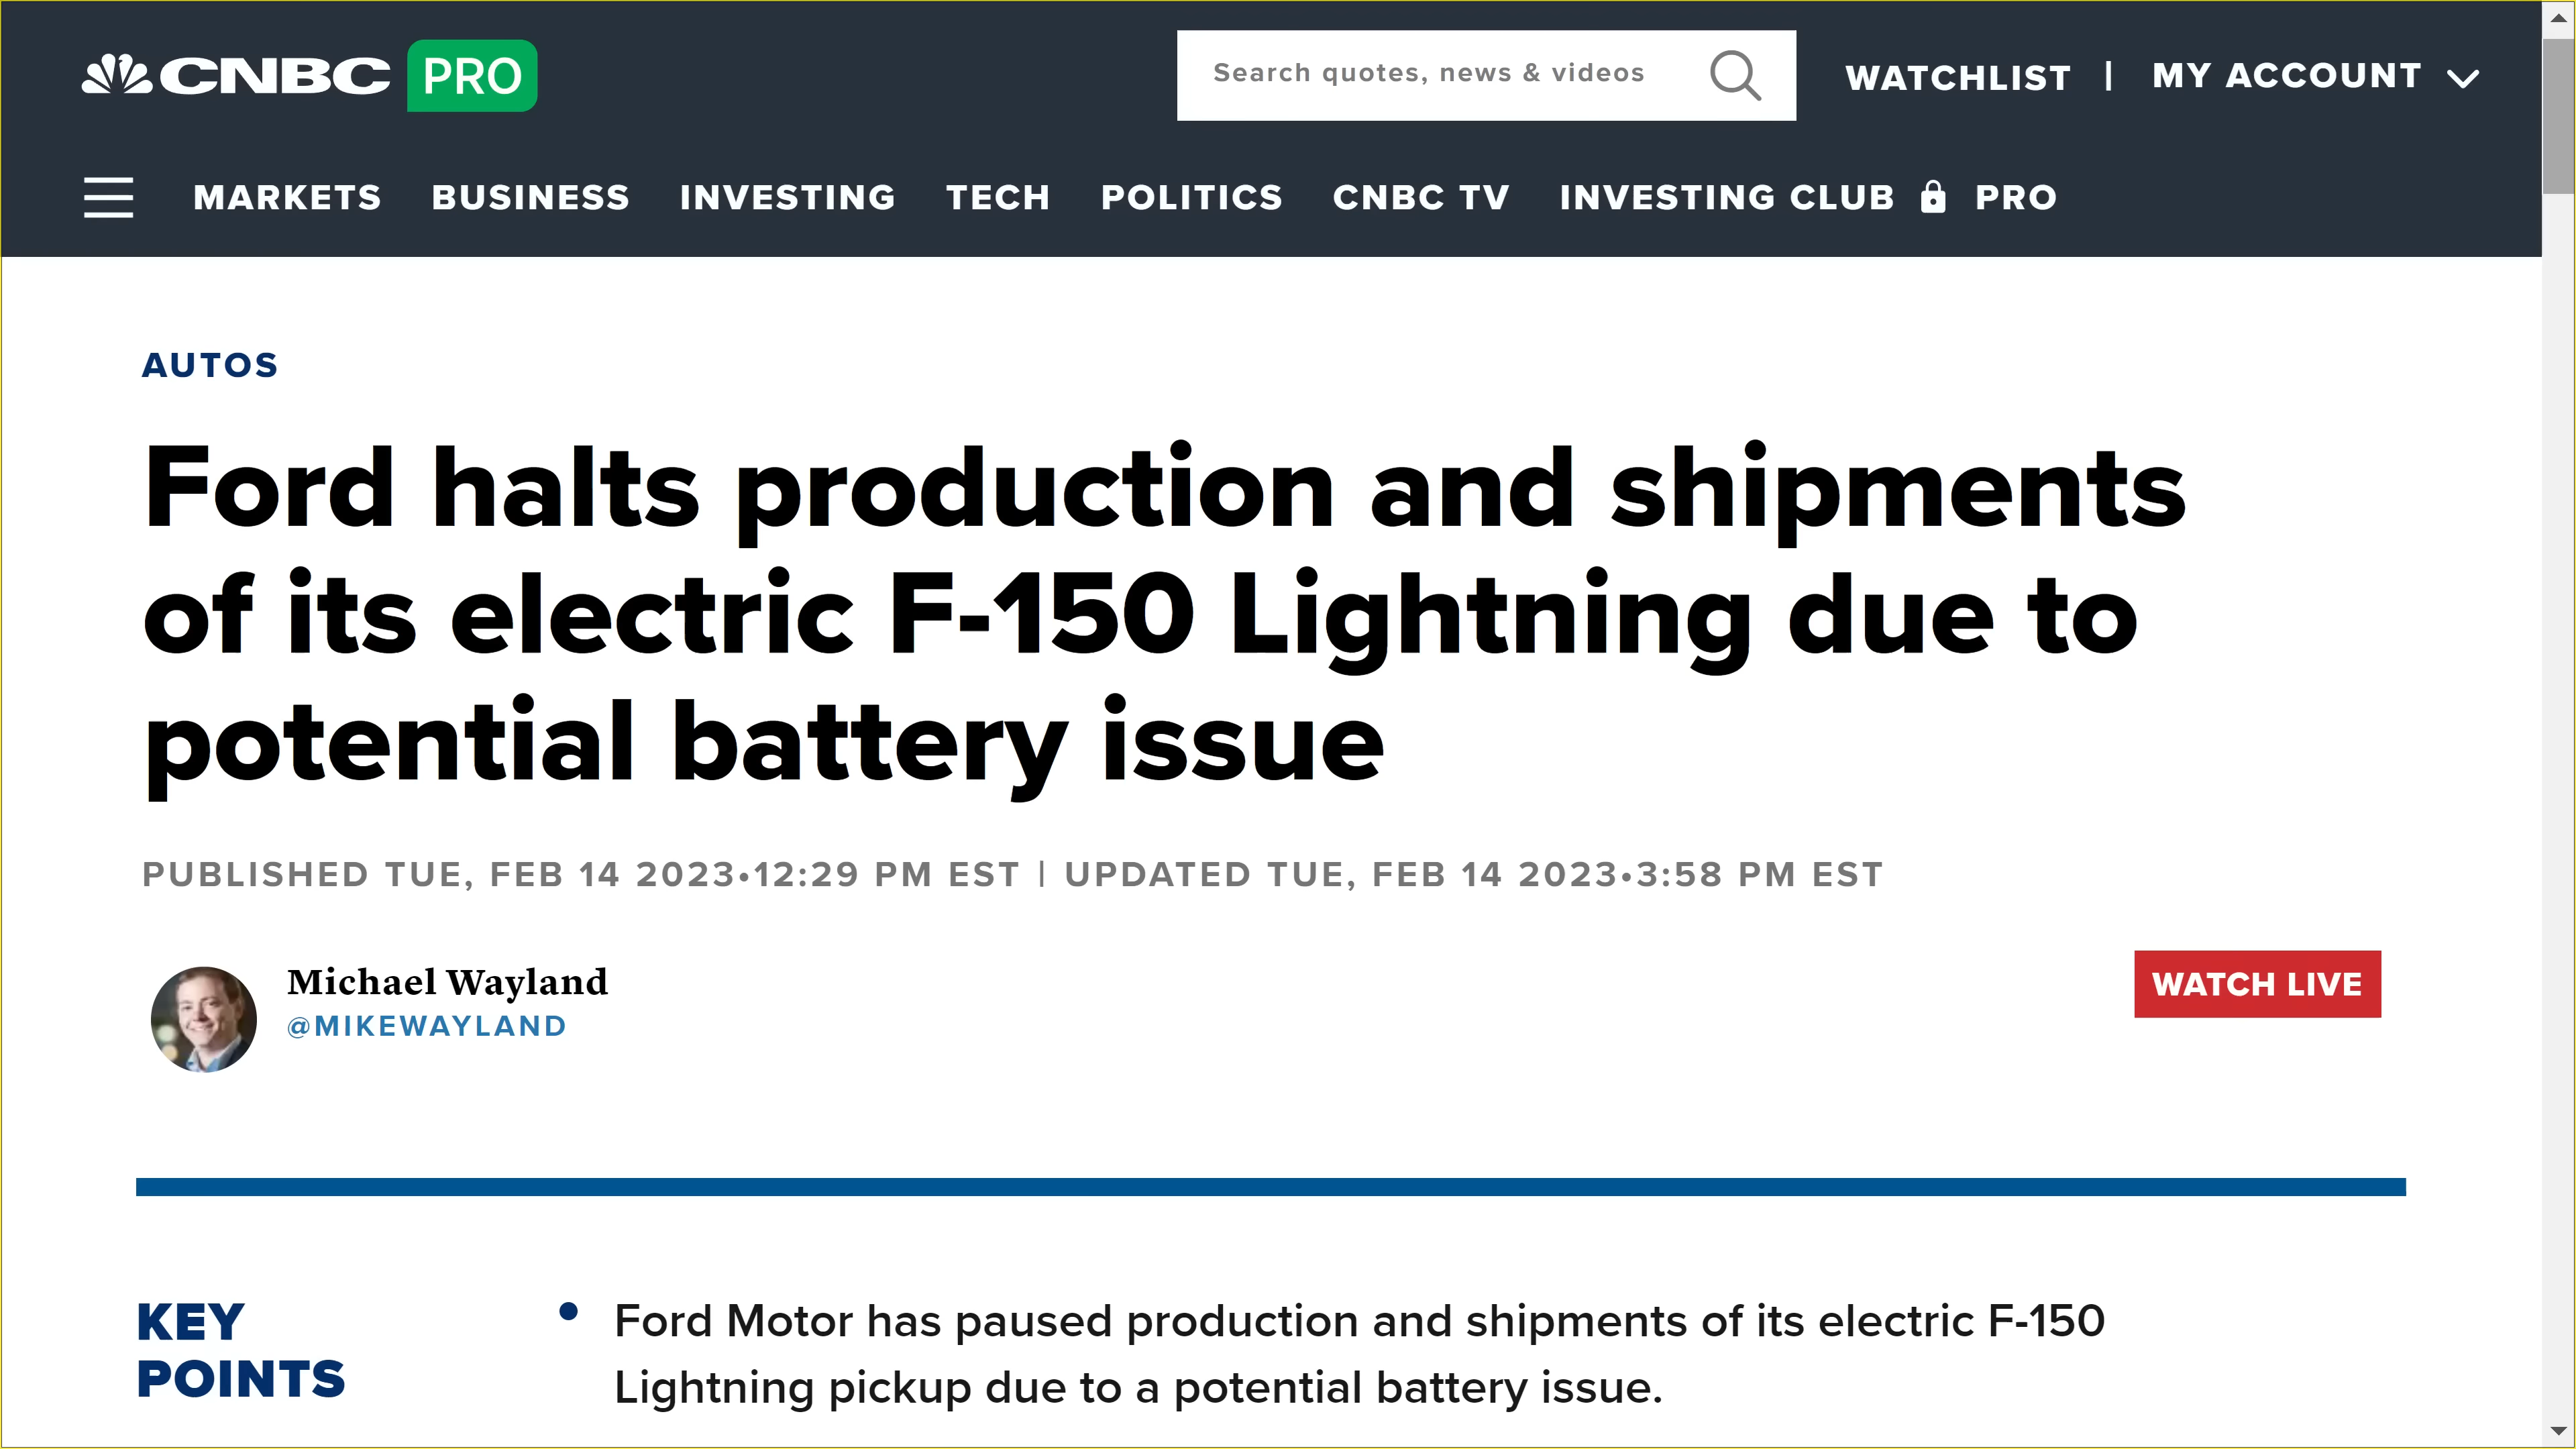 CNBC PRO
Search quotes, news & videos
WATCHLIST | MY ACCOUNT
MARKETS BUSINESS INVESTING TECH POLITICS CNBC TV INVESTING CLUB PRO
AUTOS
Ford halts production and shipments
of its electric F-150 Lightning due to
potential battery issue
PUBLISHED TUE, FEB 14 2023•12:29 PM EST | UPDATED TUE, FEB 14 2023•3:58 PM EST
Michael Wayland
@MIKEWAYLAND
WATCH LIVE
KEY
POINTS
• Ford Motor has paused production and shipments of its electric F-150
Lightning pickup due to a potential battery issue.